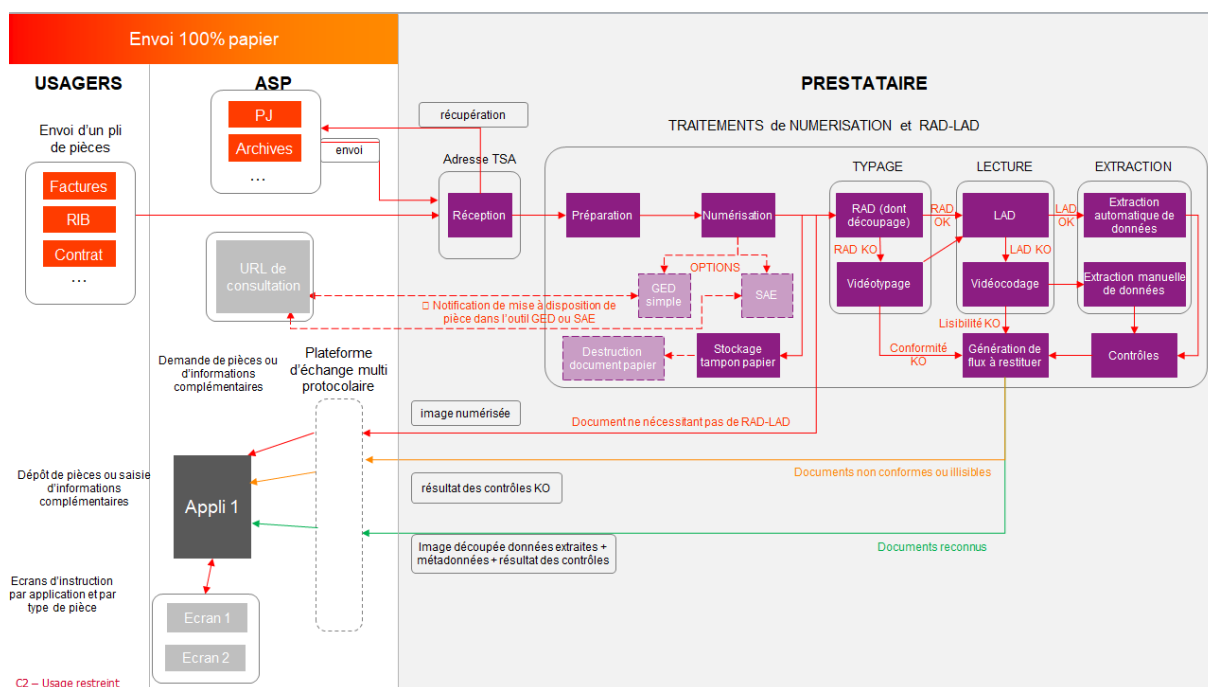 Envoi 100% papier
USAGERS
ASP
PRESTATAIRE
Envoi d'un pli
de pièces
Factures
RIB
Contrat
…
PJ
Archives
…
récupération
envoi
TRAITEMENTS de NUMERISATION et RAD-LAD
Adresse TSA
Réception
Préparation
Numérisation
TYPAGE
LECTURE
EXTRACTION
RAD (dont
découpage)
RAD
OK
LAD
LAD
OK
Extraction
automatique de
données
RAD KO
LAD KO
Vidéotypage
Vidéocodage
Extraction manuelle
de données
URL de
consultation
OPTIONS
GED
simple
SAE
Notification de mise à disposition de
pièce dans l'outil GED ou SAE
Lisibilité KO
Conformité
KO
Destruction
document papier
Stockage
tampon papier
Génération de
flux à restituer
Contrôles
Demande de pièces ou
d'informations
complémentaires
Plateforme
d'échange multi
protocolaire
image numérisée
Document ne nécessitant pas de RAD-LAD
Dépôt de pièces ou saisie
d'informations
complémentaires
Appli 1
Documents non conformes ou illisibles
résultat des contrôles KO
Image découpée données extraites +
métadonnées + résultat des contrôles
Documents reconnus
Ecrans d'instruction
par application et par
type de pièce
Ecran 1
Ecran 2
C2 – Usage restreint